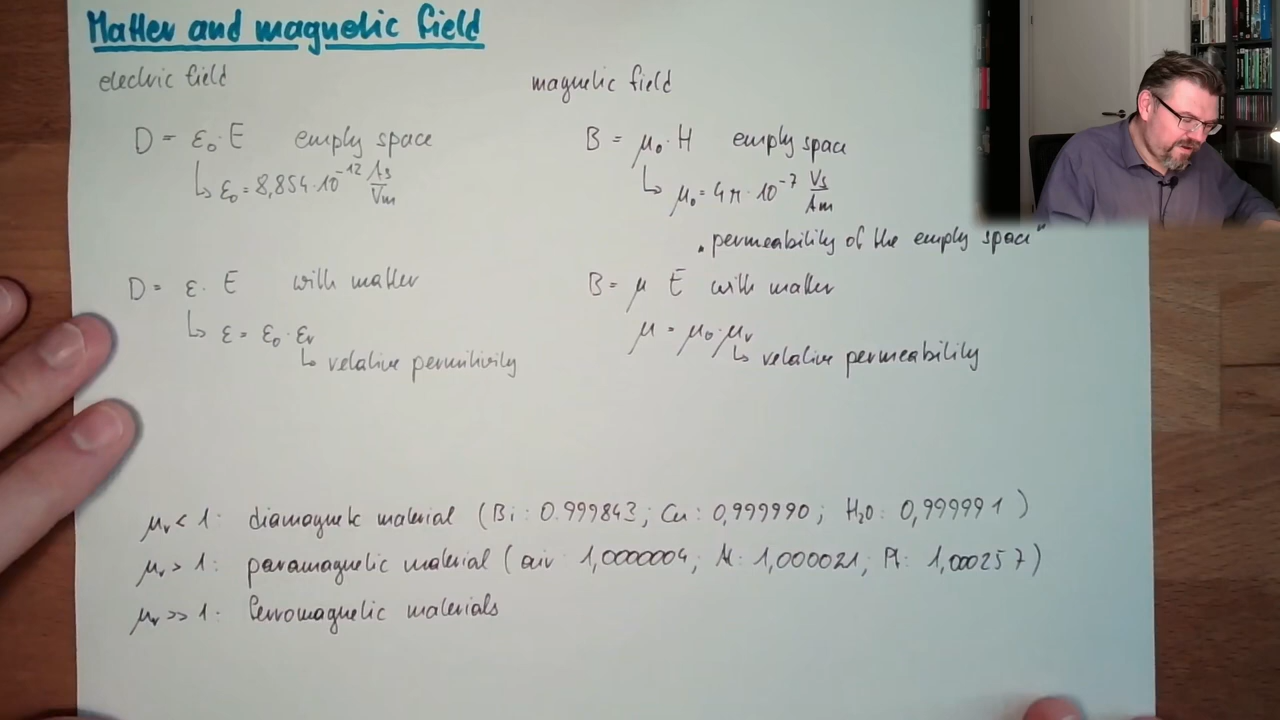 Matter and magnetic field
electric field
magnetic field
D = ε₀ · E empty space
B = μ₀ · H empty space
↳ ε₀ = 8,854 · 10⁻¹² As/Vm
↳ μ₀ = 4π · 10⁻⁷ Vs/Am
„permeability of the empty space"
D = ε · E with matter
B = μ E with matter
↳ ε = ε₀ · εr
μ = μ₀ · μr
↳ relative permitivity
↳ relative permeability
μr < 1: diamagnetic material (Bi: 0.999843; Cu: 0,999990; H₂O: 0,999991)
μr > 1: paramagnetic material (air: 1,0000004; Al: 1,000021; Pt: 1,000257)
μr >> 1: ferromagnetic materials